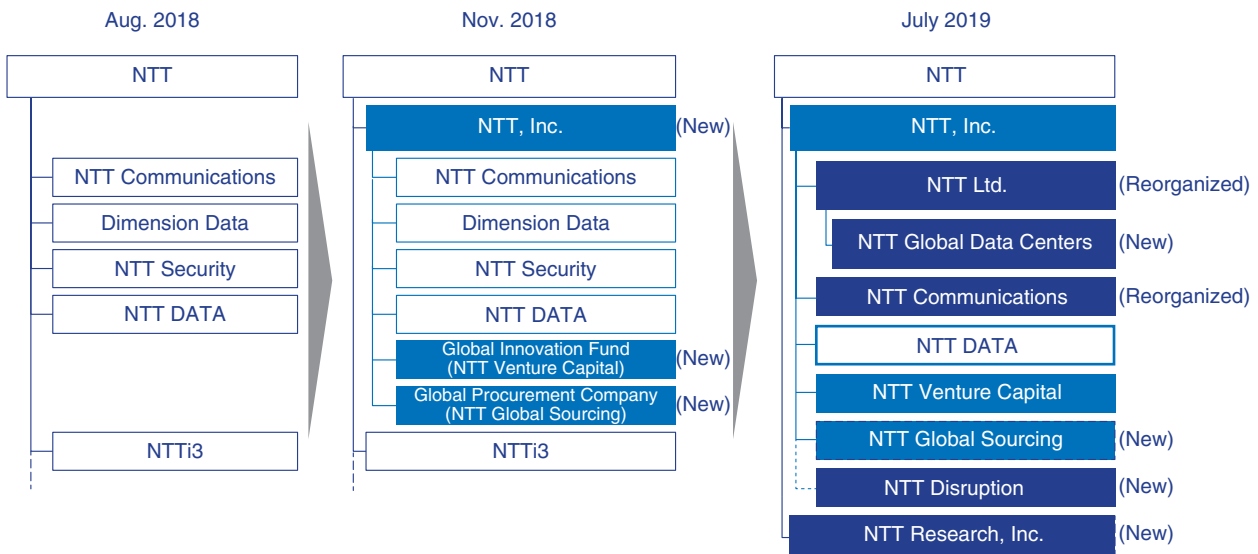 Aug. 2018
NTT
NTT Communications
Dimension Data
NTT Security
NTT DATA
NTTi3
Nov. 2018
NTT
NTT, Inc.
(New)
NTT Communications
Dimension Data
NTT Security
NTT DATA
Global Innovation Fund
(NTT Venture Capital)
(New)
Global Procurement Company
(NTT Global Sourcing)
(New)
NTTi3
July 2019
NTT
NTT, Inc.
NTT Ltd.
(Reorganized)
NTT Global Data Centers
(New)
NTT Communications
(Reorganized)
NTT DATA
NTT Venture Capital
NTT Global Sourcing
(New)
NTT Disruption
(New)
NTT Research, Inc.
(New)